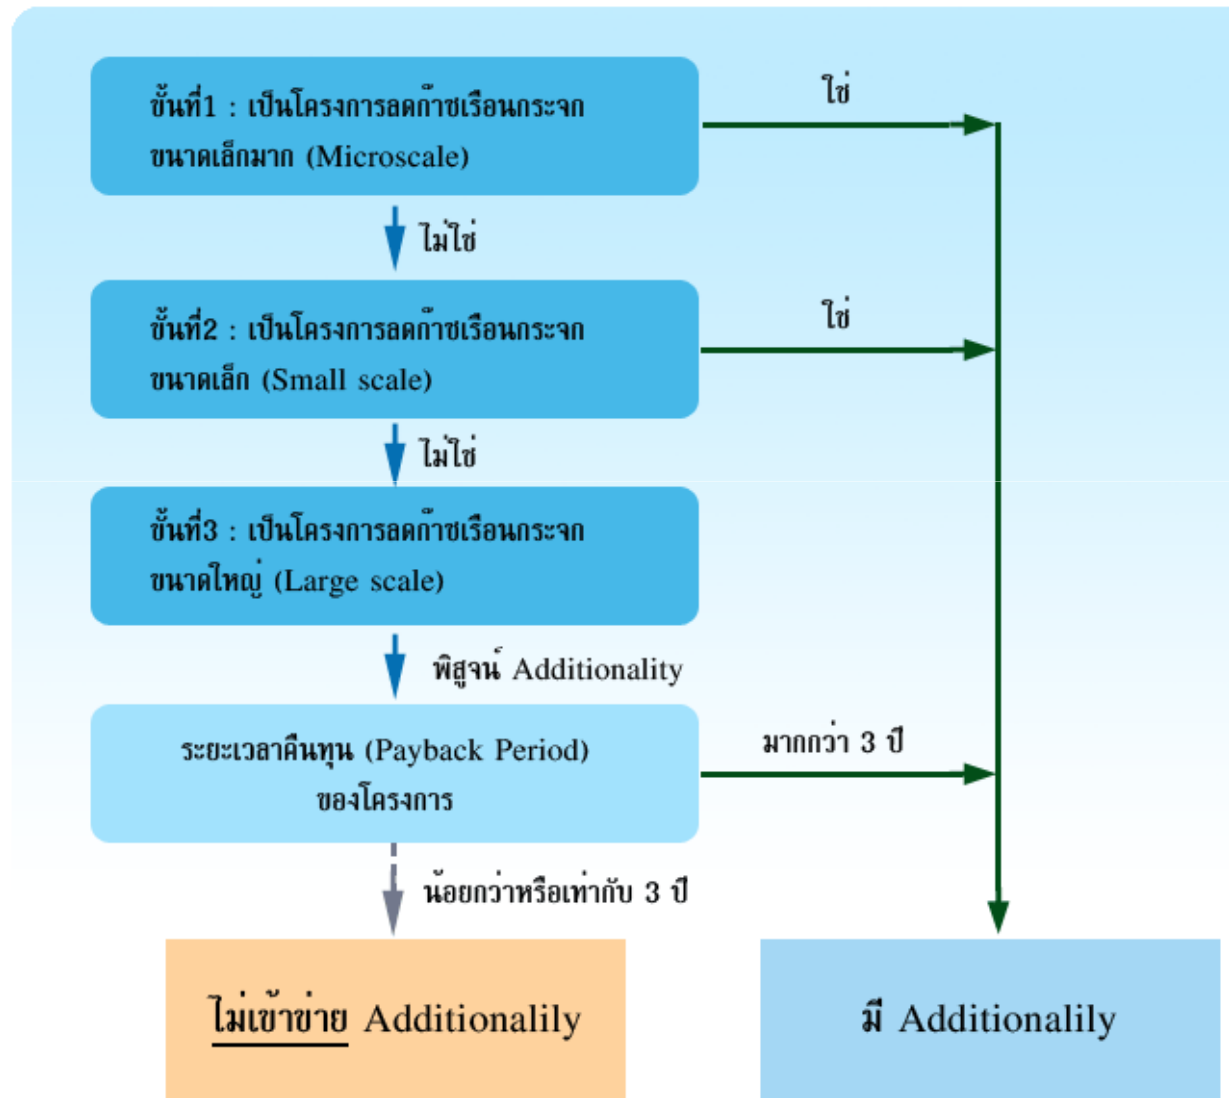 ขั้นที่1 : เป็นโครงการลดก๊าซเรือนกระจก
ขนาดเล็กมาก (Microscale)
ใช่
ไม่ใช่
ขั้นที่2 : เป็นโครงการลดก๊าซเรือนกระจก
ขนาดเล็ก (Small scale)
ใช่
ไม่ใช่
ขั้นที่3 : เป็นโครงการลดก๊าซเรือนกระจก
ขนาดใหญ่ (Large scale)
พิสูจน์ Additionality
ระยะเวลาคืนทุน (Payback Period)
ของโครงการ
มากกว่า 3 ปี
น้อยกว่าหรือเท่ากับ 3 ปี
ไม่เข้าข่าย Additionalily
มี Additionalily